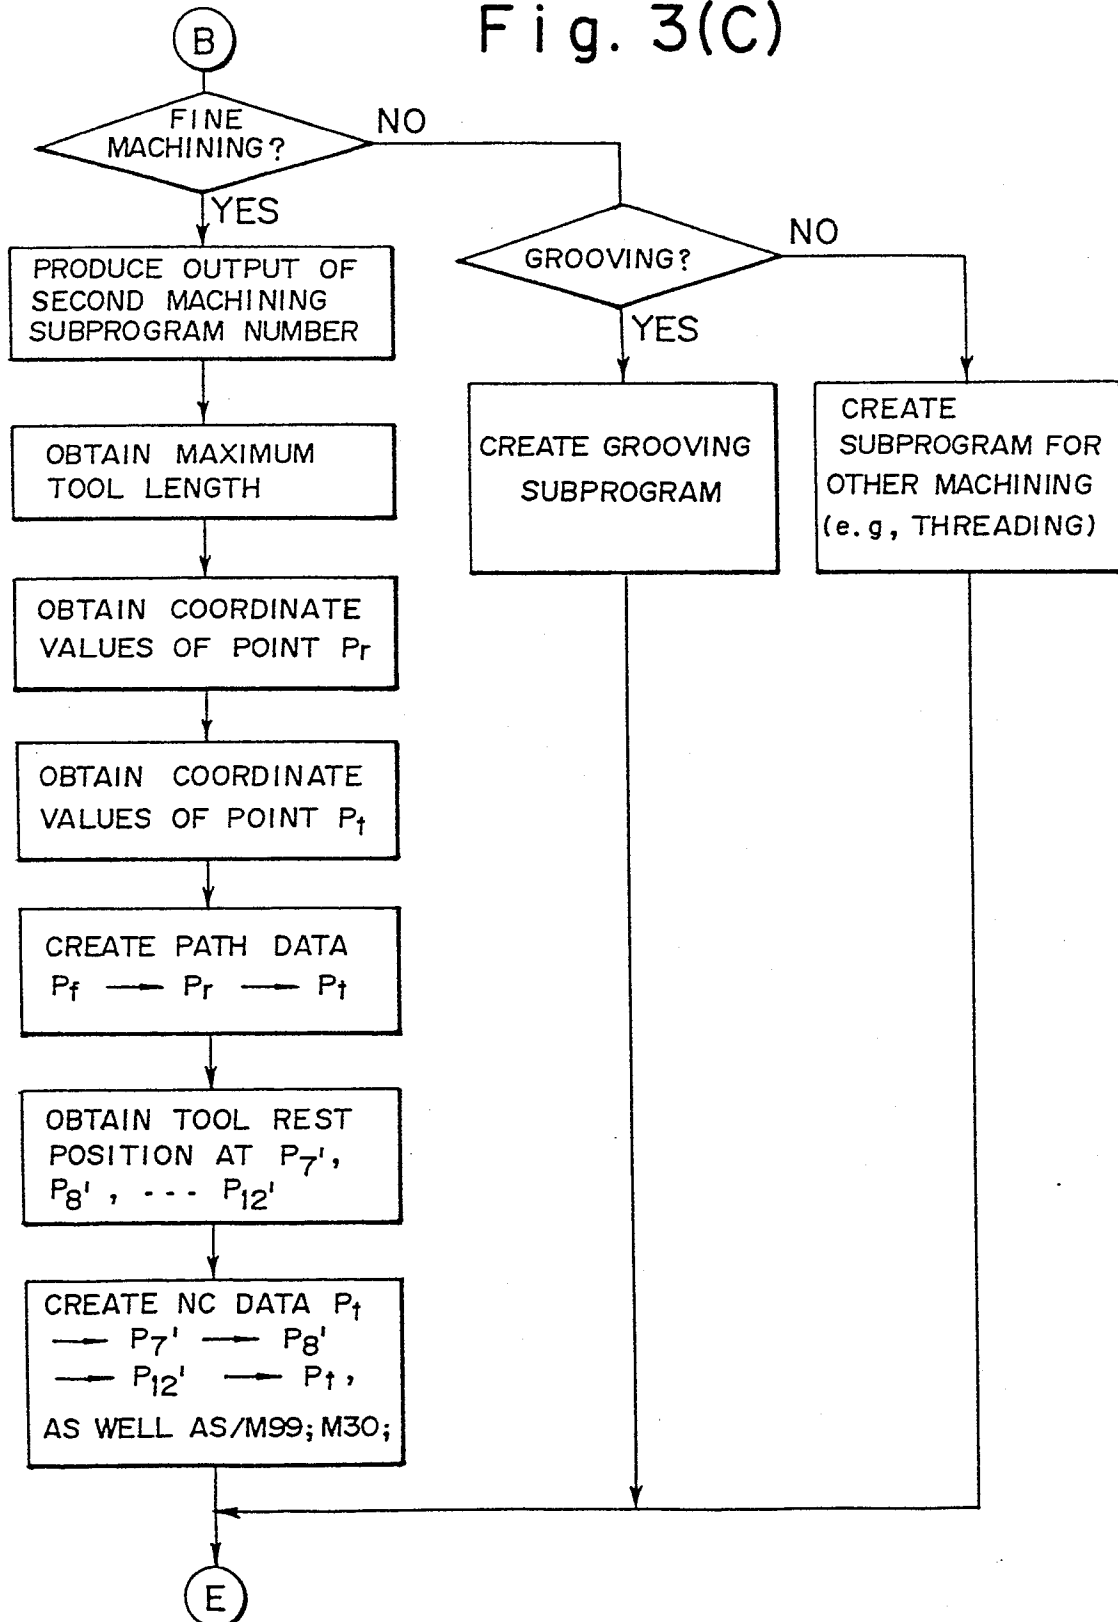 Fig. 3(C)
B
FINE
MACHINING?
NO
YES
PRODUCE OUTPUT OF
SECOND MACHINING
SUBPROGRAM NUMBER
GROOVING?
NO
YES
CREATE GROOVING
SUBPROGRAM
CREATE
SUBPROGRAM FOR
OTHER MACHINING
(e.g, THREADING)
OBTAIN MAXIMUM
TOOL LENGTH
OBTAIN COORDINATE
VALUES OF POINT Pr
OBTAIN COORDINATE
VALUES OF POINT Pt
CREATE PATH DATA
Pf → Pr → Pt
OBTAIN TOOL REST
POSITION AT P7',
P8', --- P12'
CREATE NC DATA Pt
→ P7' → P8'
→ P12' → Pt,
AS WELL AS/M99; M30;
E